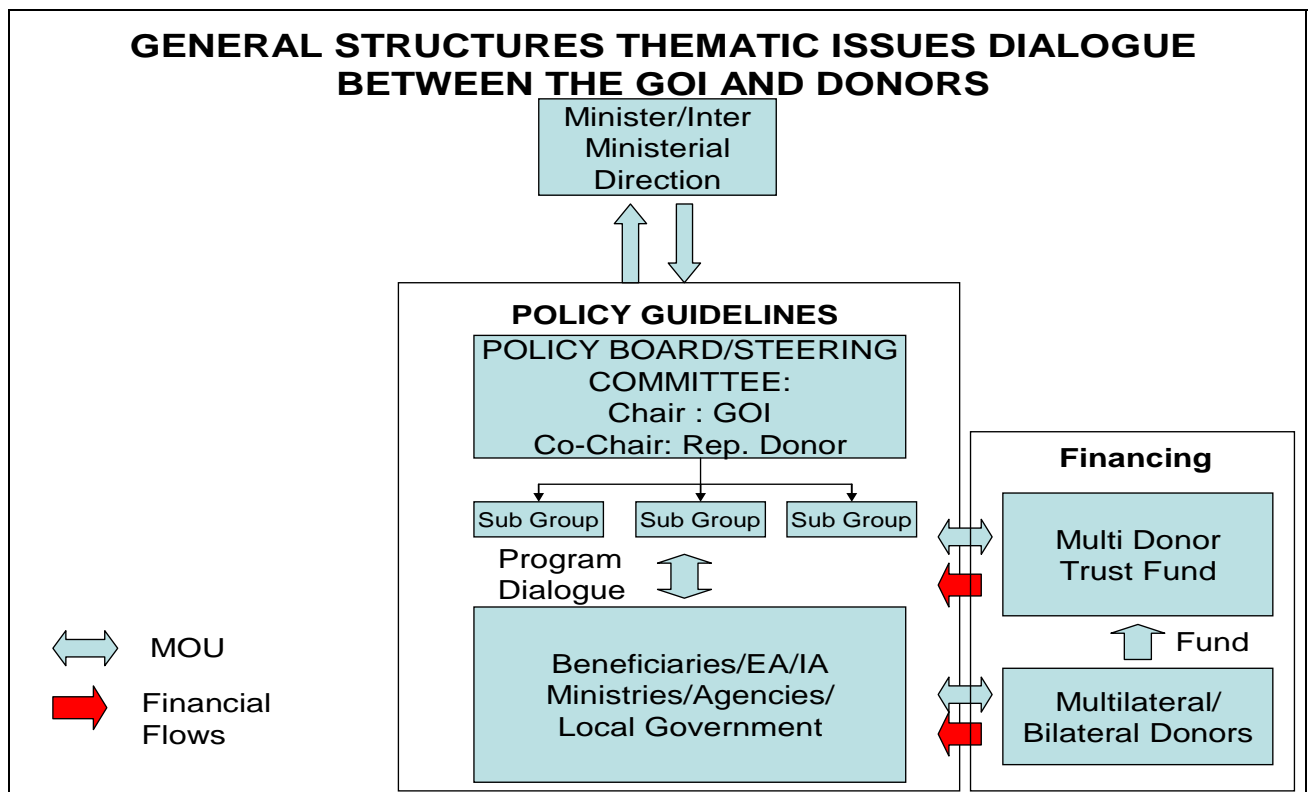 GENERAL STRUCTURES THEMATIC ISSUES DIALOGUE
BETWEEN THE GOI AND DONORS
Minister/Inter
Ministerial
Direction
POLICY GUIDELINES
POLICY BOARD/STEERING
COMMITTEE:
Chair : GOI
Co-Chair: Rep. Donor
Sub Group
Sub Group
Sub Group
Program
Dialogue
Beneficiaries/EA/IA
Ministries/Agencies/
Local Government
Financing
Multi Donor
Trust Fund
Fund
Multilateral/
Bilateral Donors
MOU
Financial
Flows